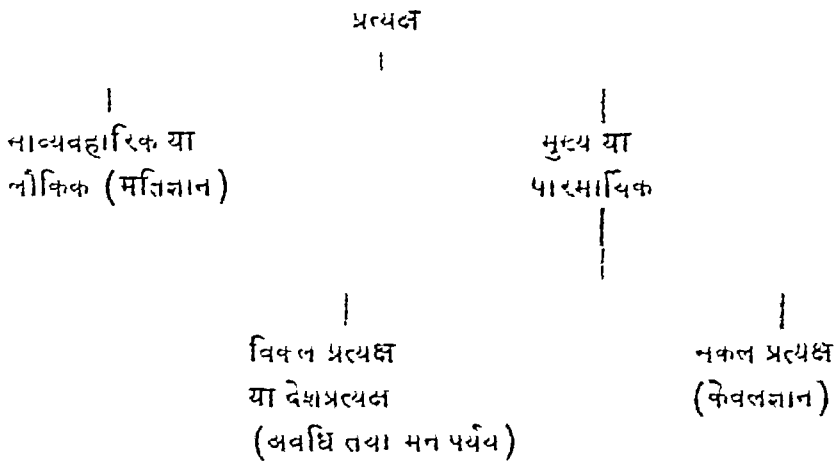 प्रत्यक्ष
साव्यवहारिक या
लौकिक (मतिज्ञान)
मुख्य या
पारमार्थिक
विकल प्रत्यक्ष
या देशप्रत्यक्ष
(अवधि तथा मन पर्यय)
सकल प्रत्यक्ष
(केवलज्ञान)